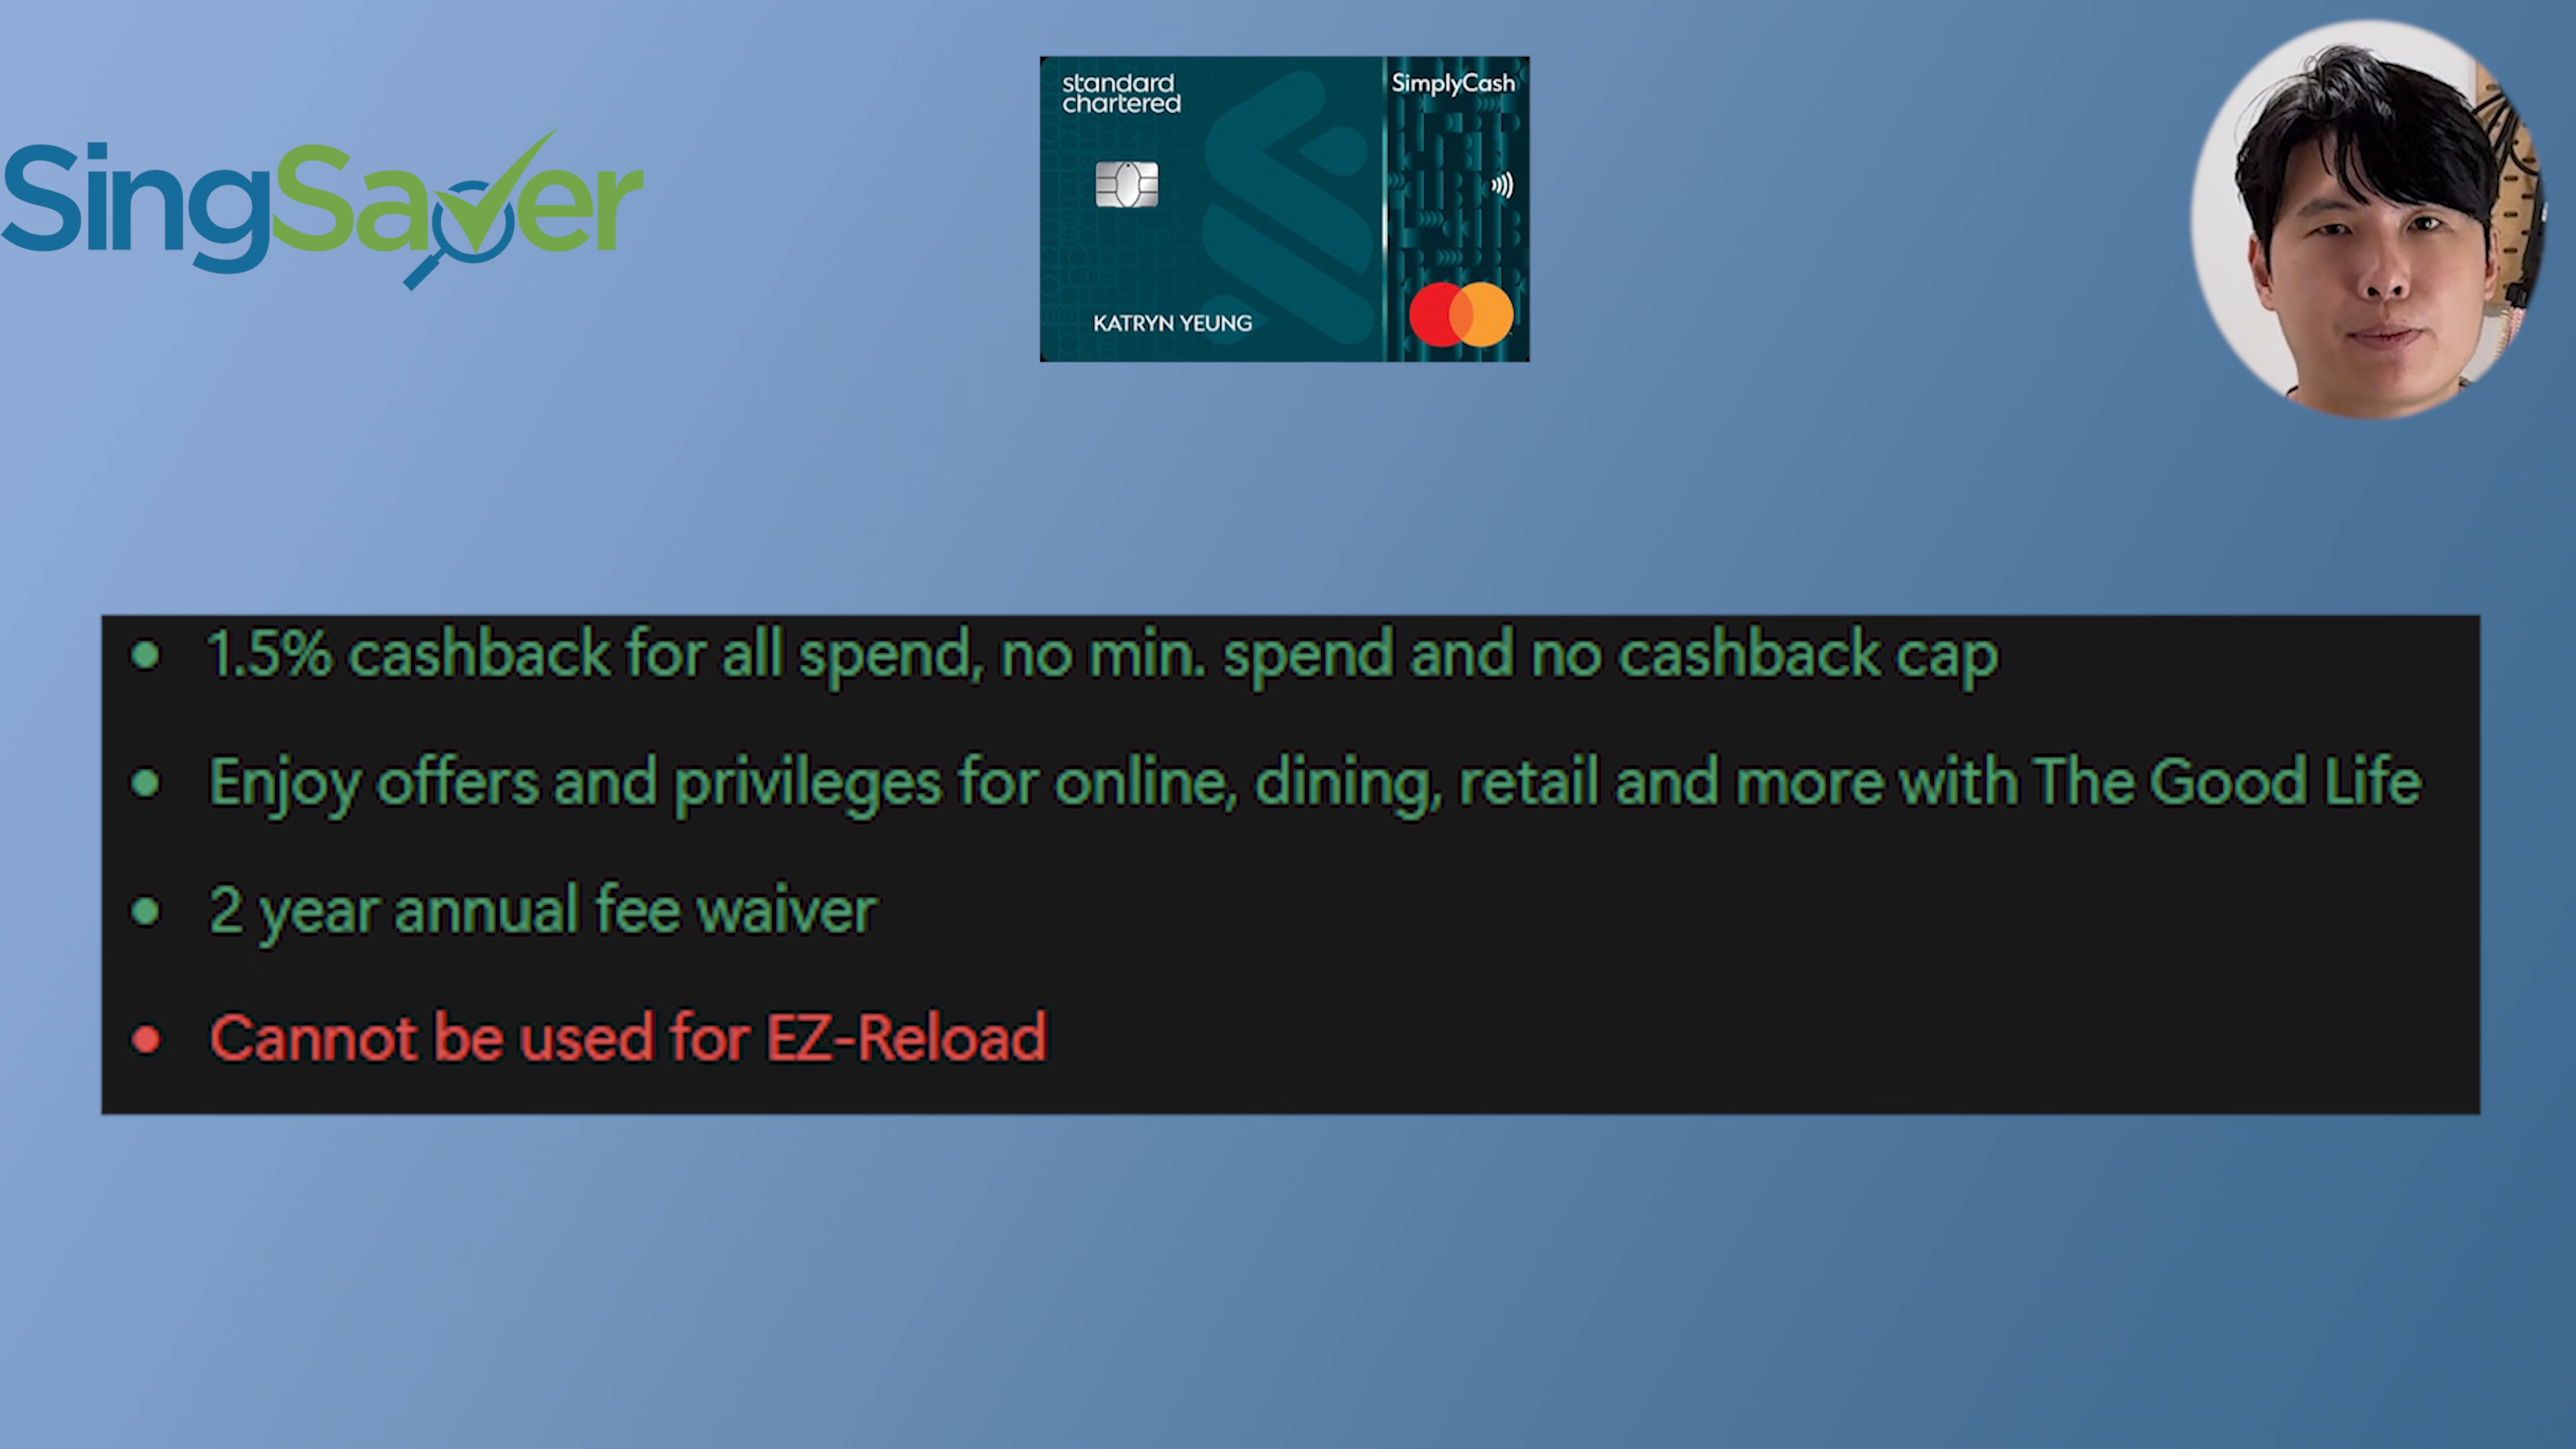 SingSaver
standard
chartered
SimplyCash
KATRYN YEUNG
1.5% cashback for all spend, no min. spend and no cashback cap
Enjoy offers and privileges for online, dining, retail and more with The Good Life
2 year annual fee waiver
Cannot be used for EZ-Reload